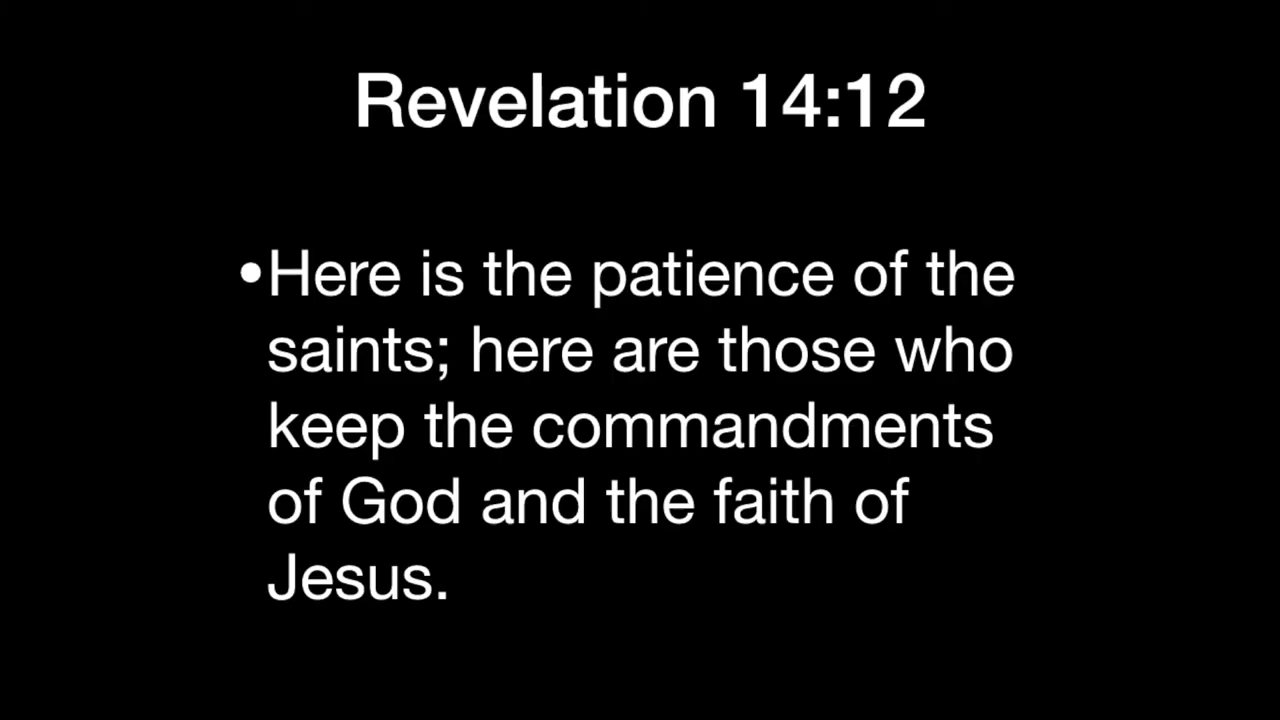 Revelation 14:12
•Here is the patience of the
saints; here are those who
keep the commandments
of God and the faith of
Jesus.